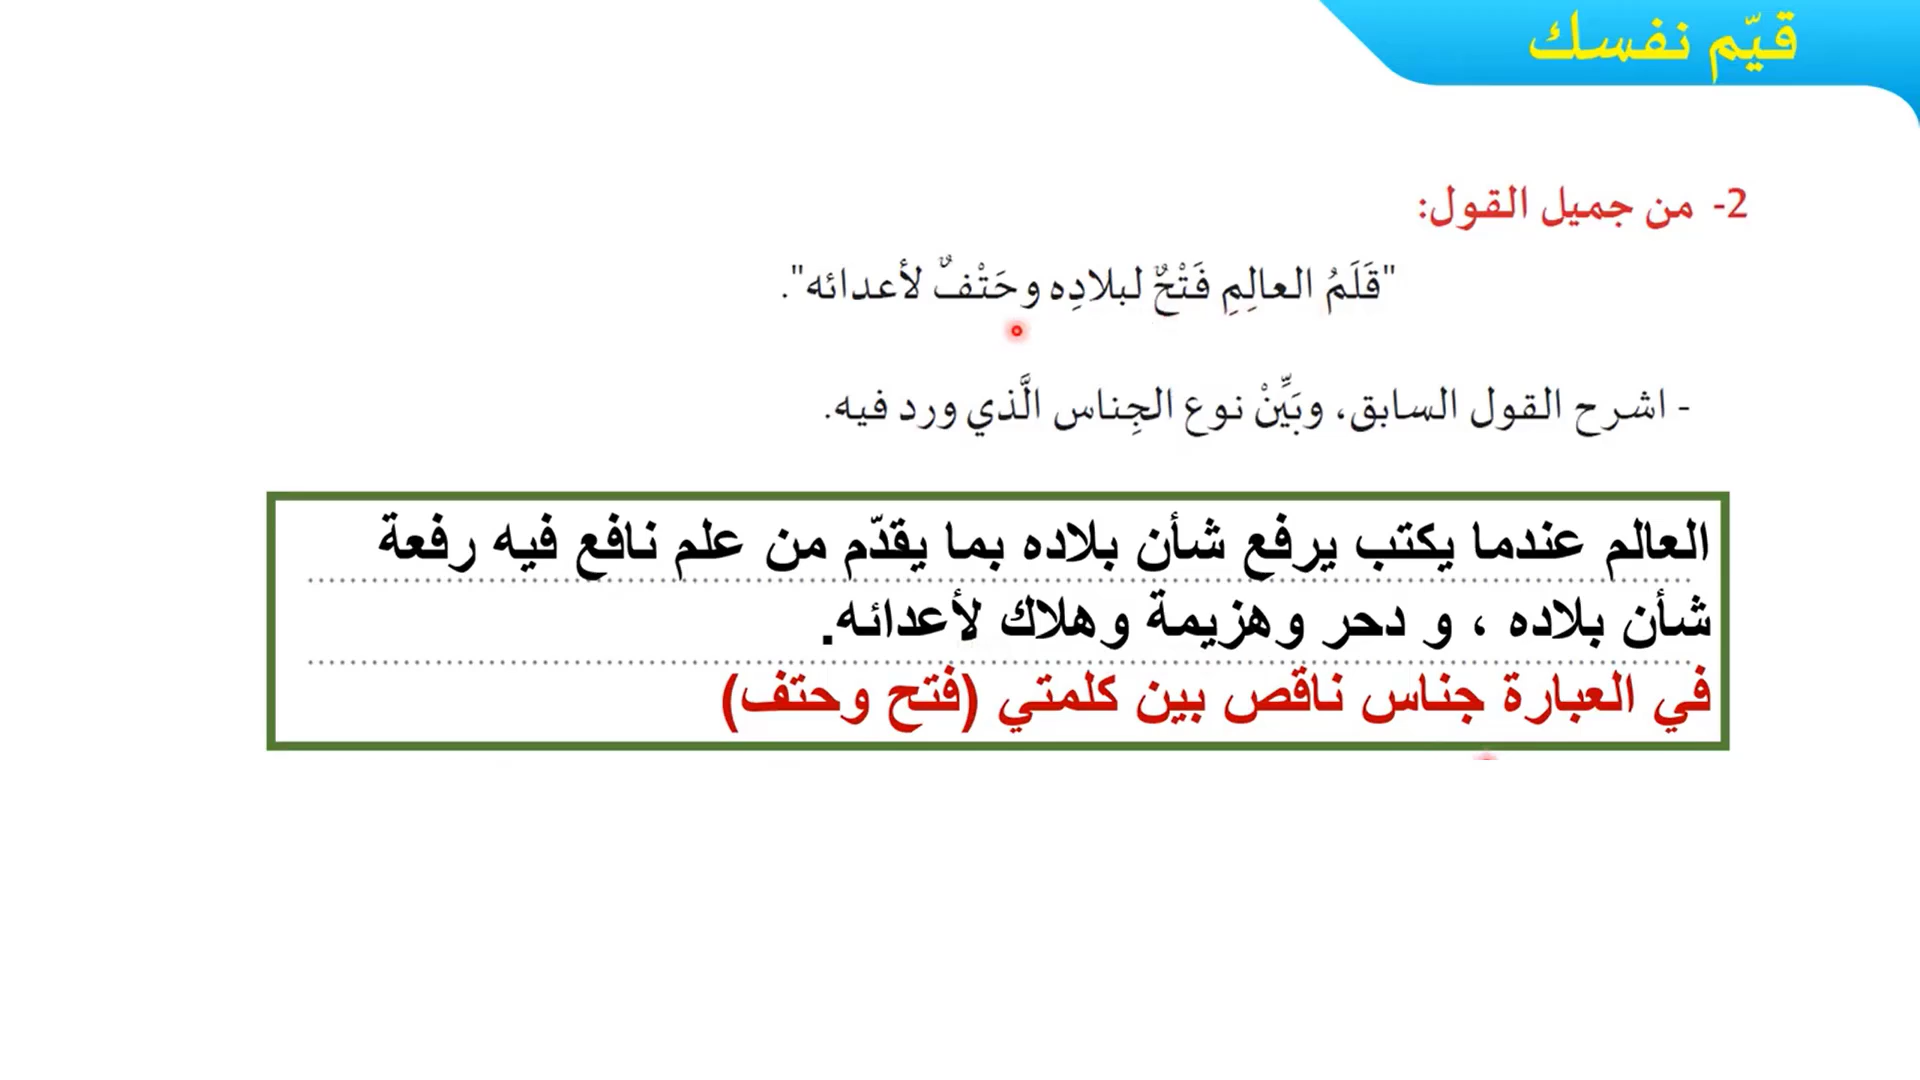 قيّم نفسك
2- من جميل القول:
"قَلَمُ العالِمِ فَتْحٌ لبلادِه وحَتْفٌ لأعدائه".
- اشرح القول السابق، وبَيِّنْ نوع الجِناس الَّذي ورد فيه.
العالم عندما يكتب يرفع شأن بلاده بما يقدّم من علم نافع فيه رفعة
شأن بلاده ، و دحر وهزيمة وهلاك لأعدائه.
في العبارة جناس ناقص بين كلمتي (فتح وحتف)